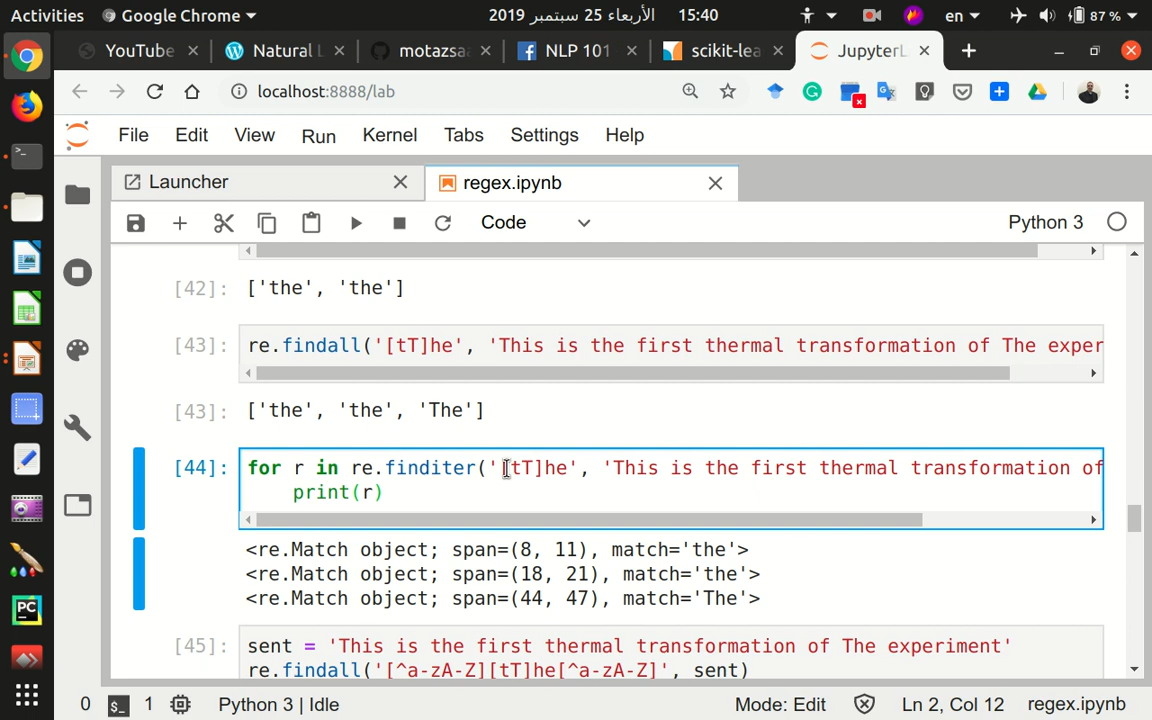 Activities Google Chrome 2019 الأربعاء 25 سبتمبر 15:40 en 87 %
YouTube Natural L motazsaa NLP 101 scikit-lea JupyterL
localhost:8888/lab
File Edit View Run Kernel Tabs Settings Help
Launcher regex.ipynb
Code Python 3
[42]: ['the', 'the']
[43]: re.findall('[tT]he', 'This is the first thermal transformation of The exper
[43]: ['the', 'the', 'The']
[44]: for r in re.finditer('[tT]he', 'This is the first thermal transformation of
print(r)
<re.Match object; span=(8, 11), match='the'>
<re.Match object; span=(18, 21), match='the'>
<re.Match object; span=(44, 47), match='The'>
[45]: sent = 'This is the first thermal transformation of The experiment'
re.findall('[^a-zA-Z][tT]he[^a-zA-Z]', sent)
0 $_ 1 Python 3 | Idle Mode: Edit Ln 2, Col 12 regex.ipynb